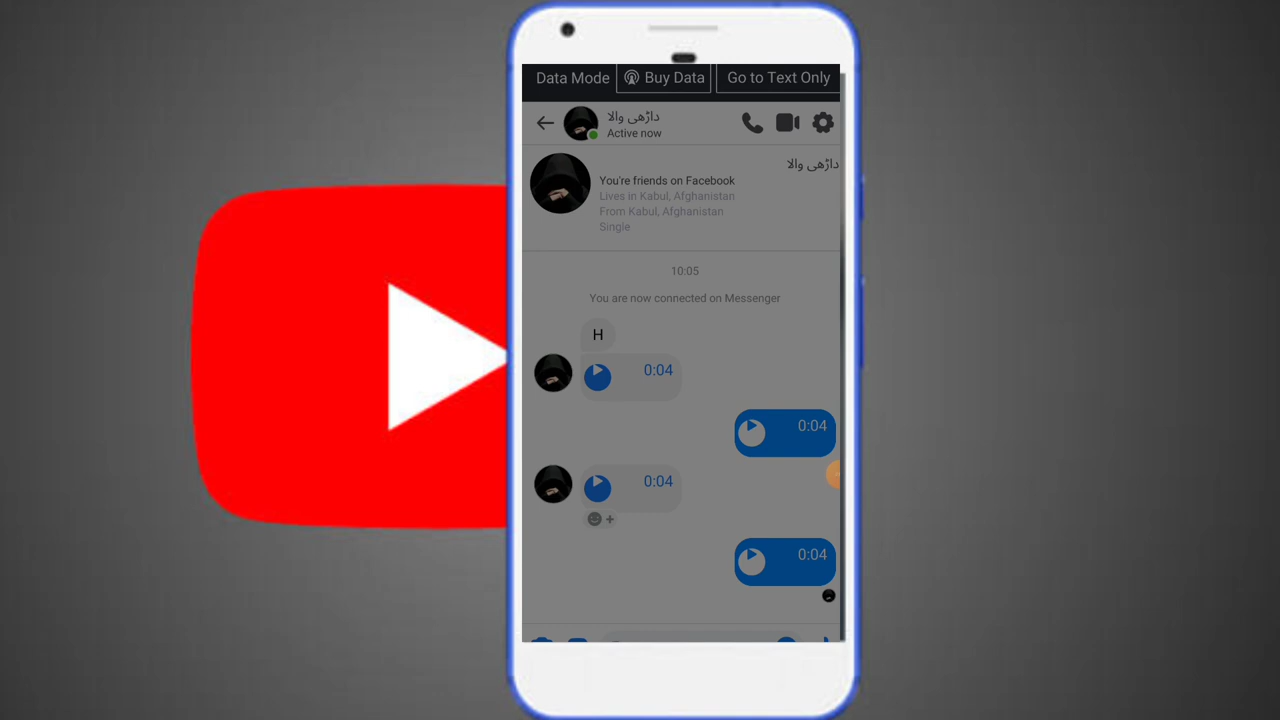 Data Mode Buy Data Go to Text Only
داڑھی والا
Active now
داڑھی والا
You're friends on Facebook
Lives in Kabul, Afghanistan
From Kabul, Afghanistan
Single
10:05
You are now connected on Messenger
H
0:04
0:04
0:04
0:04